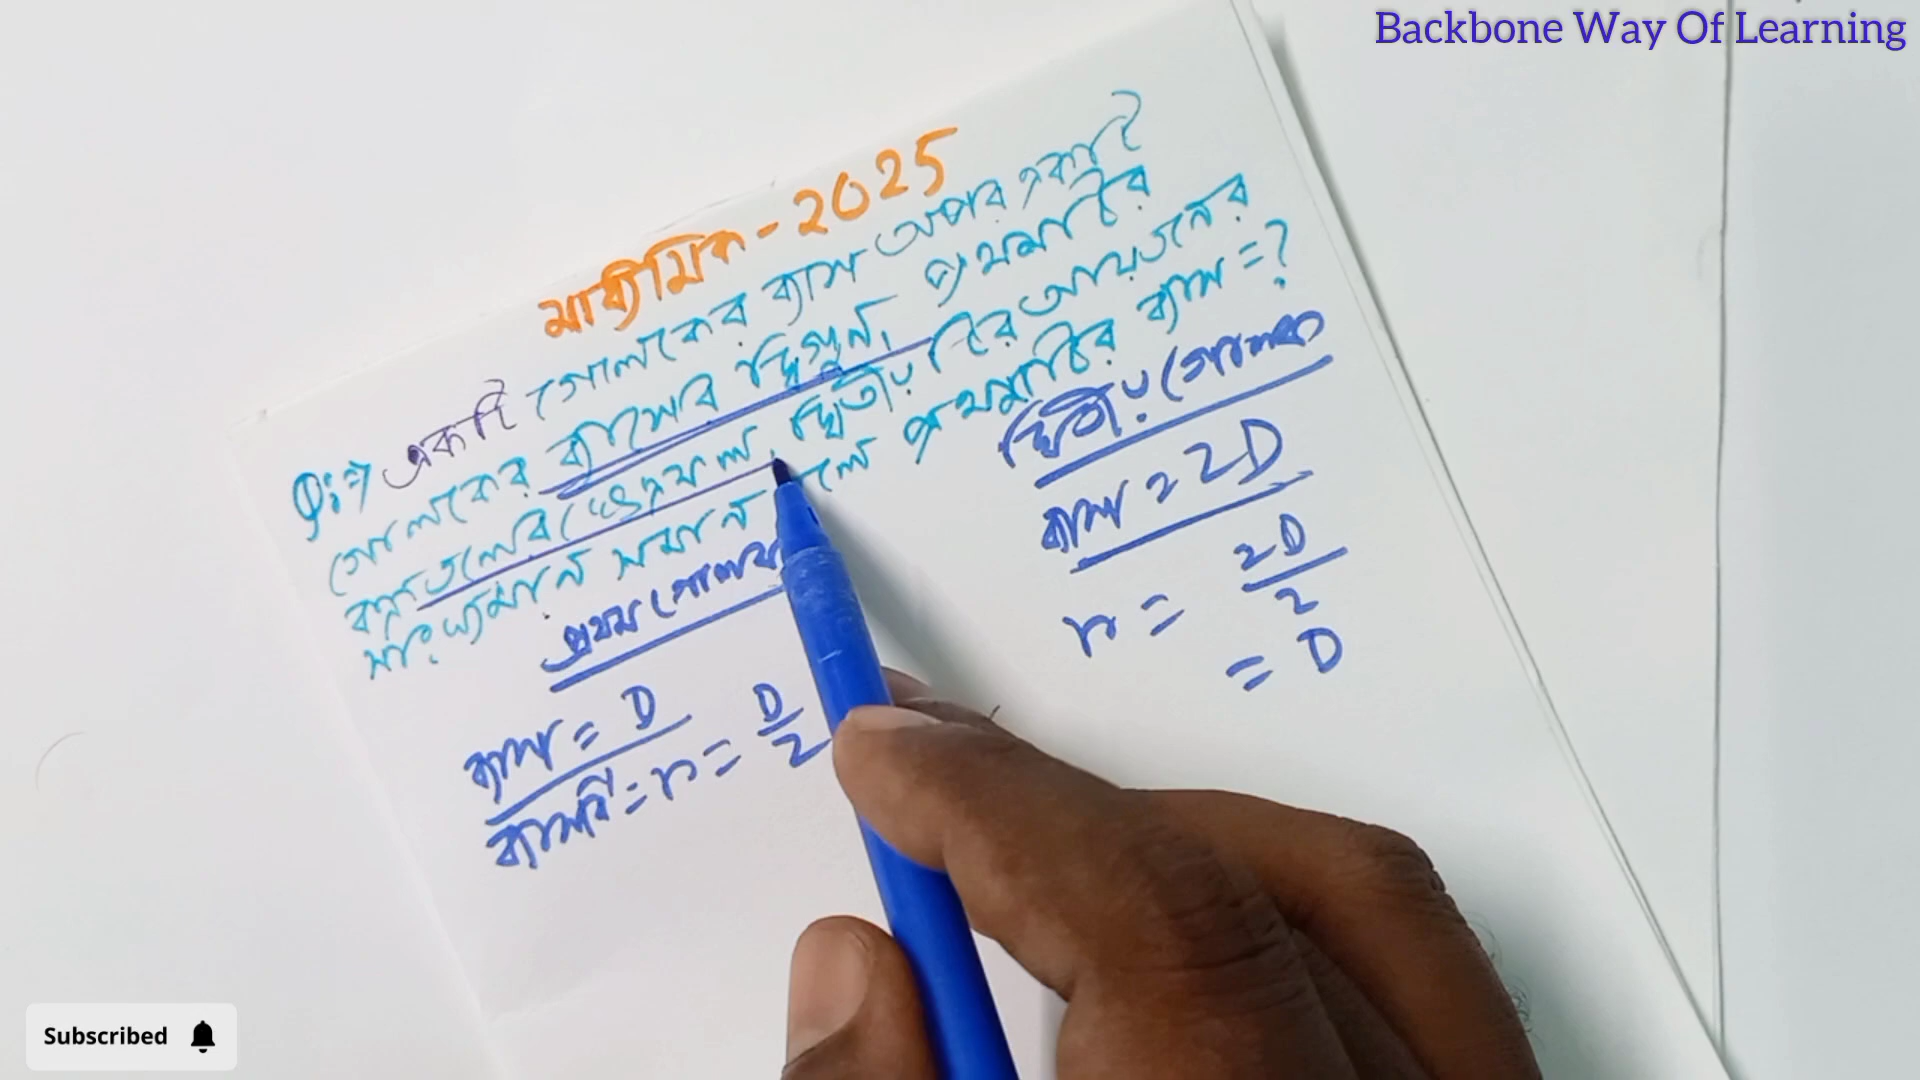 Backbone Way Of Learning
মাধ্যমিক - 2025
Q:⇒ একটি গোলকের ব্যাস অপর একটি
গোলকের ব্যাসের দ্বিগুন। প্রথমটির
বক্রতলের ক্ষেত্রফল দ্বিতীয়টির আয়তনের
সাংখ্যমান সমান হলে প্রথমটির ব্যাস = ?
প্রথম গোলক
ব্যাস = D
ব্যাসার্ধ = r = D/2
দ্বিতীয় গোলক
ব্যাস = 2D
r = 2D/2
= D
Subscribed